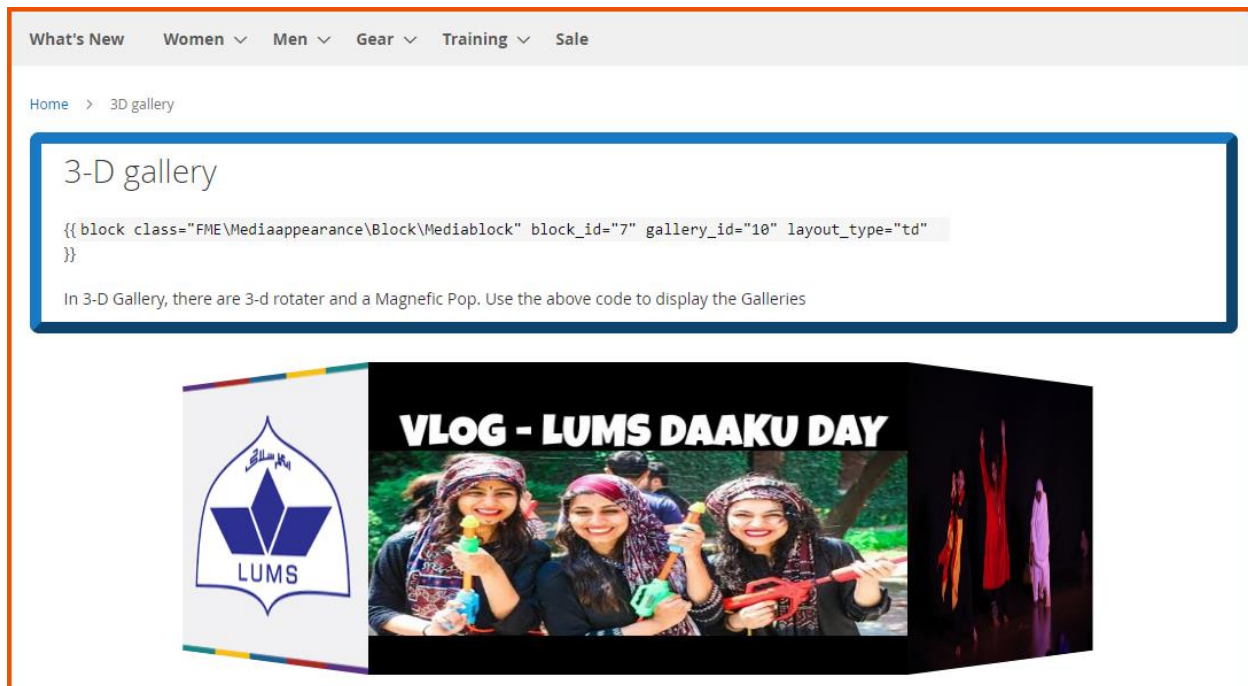 What's New Women Men Gear Training Sale
Home > 3D gallery
3-D gallery
{{ block class="FME\Mediaappearance\Block\Mediablock" block_id="7" gallery_id="10" layout_type="td"
}}
In 3-D Gallery, there are 3-d rotater and a Magnefic Pop. Use the above code to display the Galleries
VLOG - LUMS DAAKU DAY
LUMS